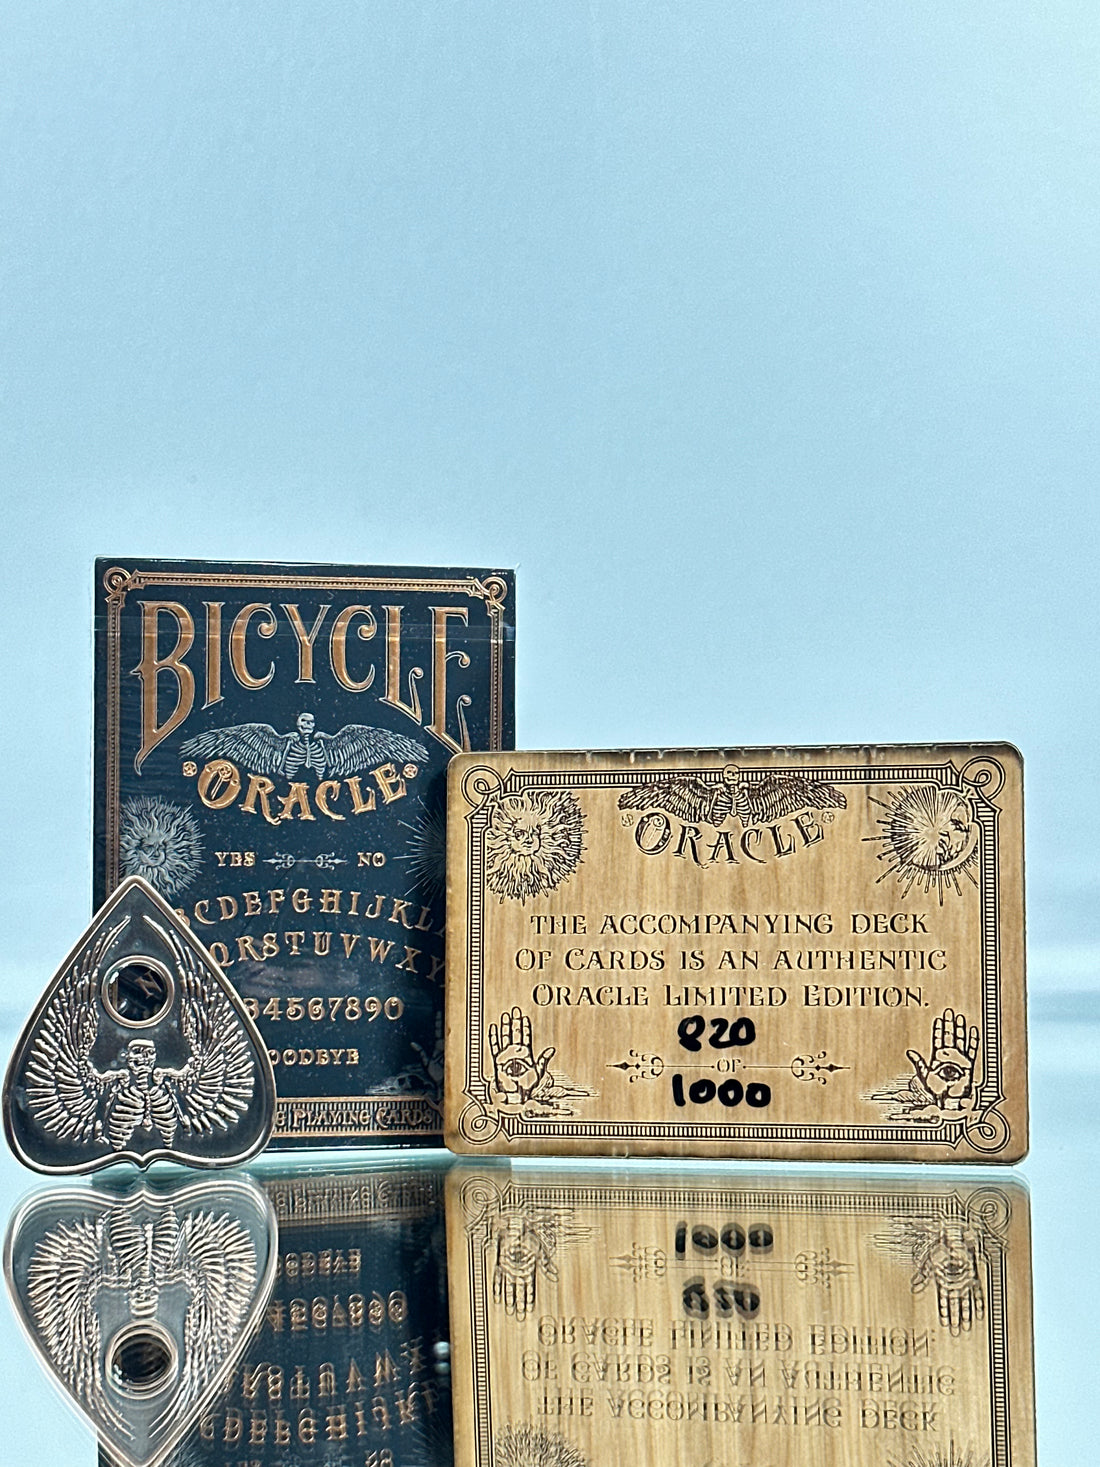 BICYCLE
ORACLE
YES NO
CDEFGHIJKL
QRSTUVWXY
34567890
OODBYE
PLAYING CARDS
ORACLE
THE ACCOMPANYING DECK
OF CARDS IS AN AUTHENTIC
ORACLE LIMITED EDITION.
820
OF
1000